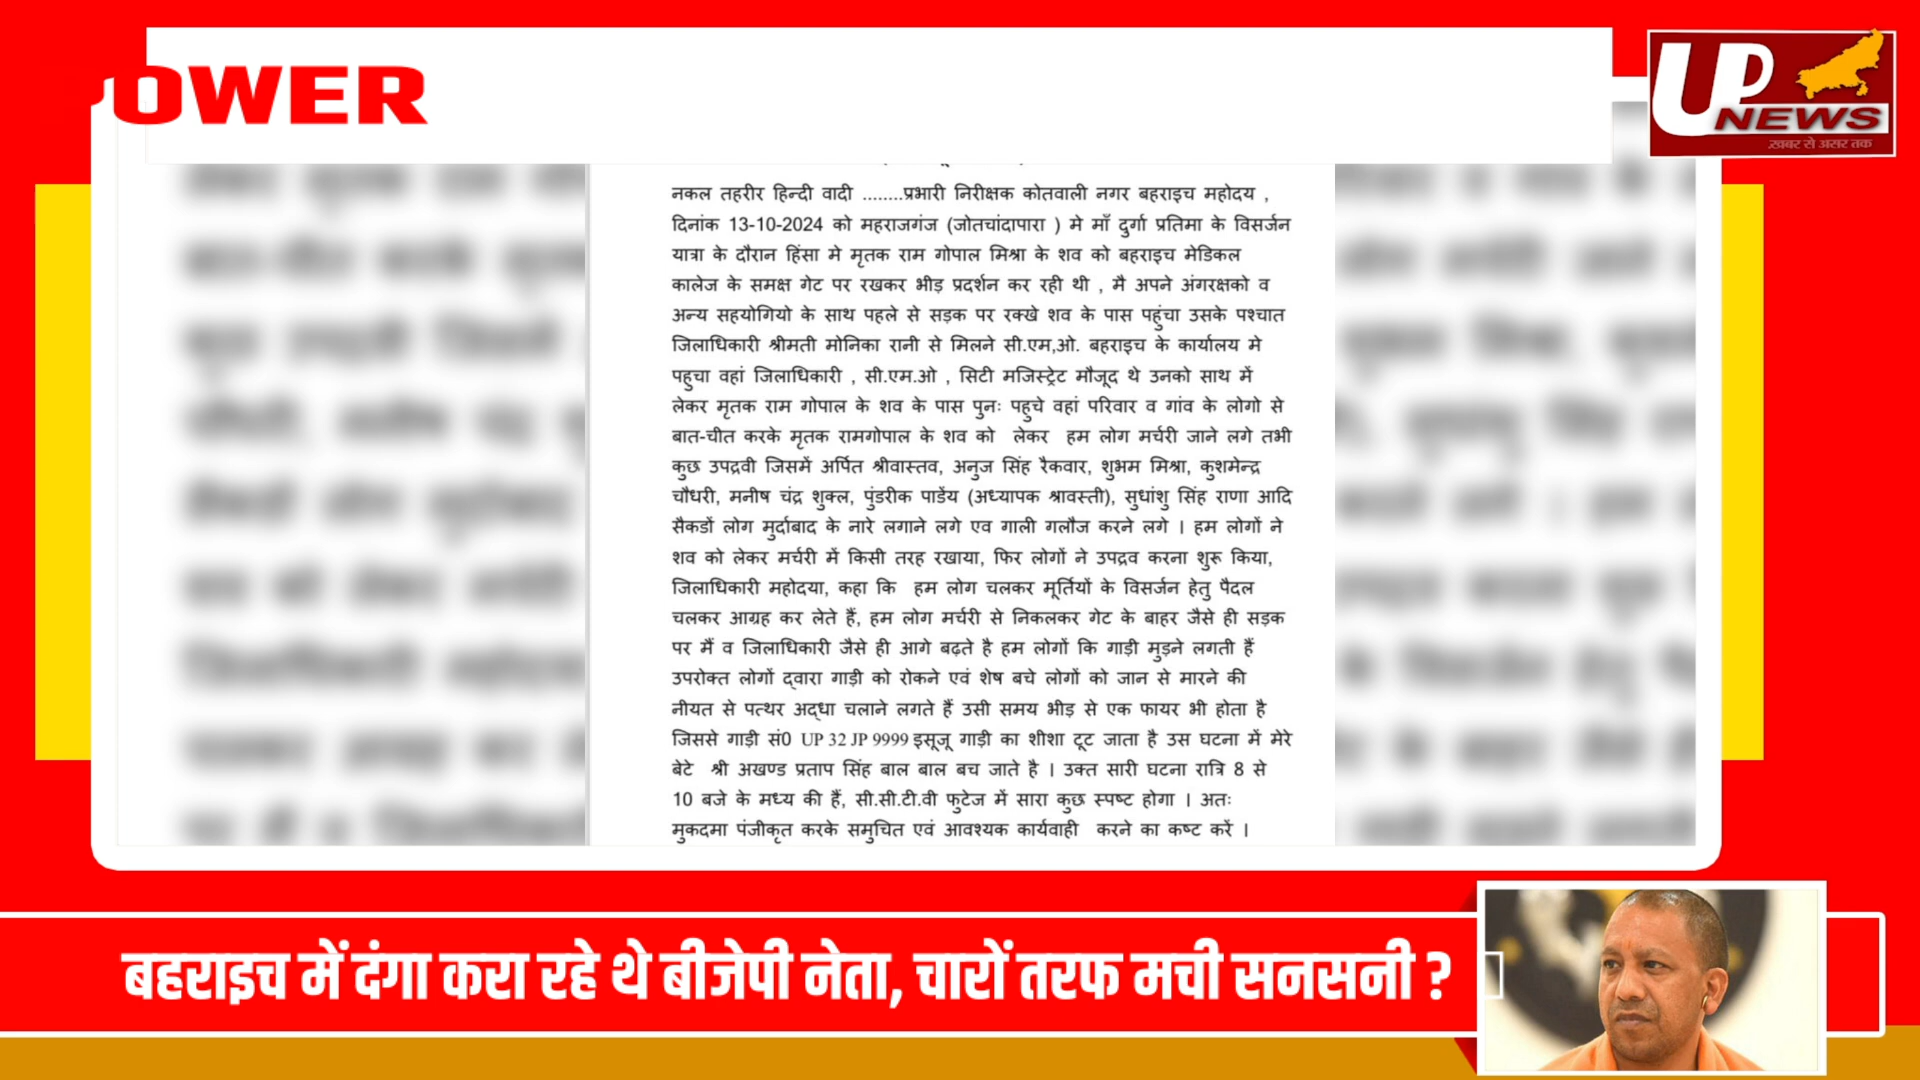 POWER
UP
NEWS
ख़बर से असर तक
नकल तहरीर हिन्दी वादी ........प्रभारी निरीक्षक कोतवाली नगर बहराइच महोदय ,
दिनांक 13-10-2024 को महराजगंज (जोतचांदापारा ) मे माँ दुर्गा प्रतिमा के विसर्जन
यात्रा के दौरान हिंसा मे मृतक राम गोपाल मिश्रा के शव को बहराइच मेडिकल
कालेज के समक्ष गेट पर रखकर भीड़ प्रदर्शन कर रही थी , मै अपने अंगरक्षको व
अन्य सहयोगियो के साथ पहले से सड़क पर रक्खे शव के पास पहुंचा उसके पश्चात
जिलाधिकारी श्रीमती मोनिका रानी से मिलने सी.एम,ओ. बहराइच के कार्यालय मे
पहुचा वहां जिलाधिकारी , सी.एम.ओ , सिटी मजिस्ट्रेट मौजूद थे उनको साथ में
लेकर मृतक राम गोपाल के शव के पास पुनः पहुचे वहां परिवार व गांव के लोगो से
बात-चीत करके मृतक रामगोपाल के शव को लेकर हम लोग मर्चरी जाने लगे तभी
कुछ उपद्रवी जिसमें अर्पित श्रीवास्तव, अनुज सिंह रैकवार, शुभम मिश्रा, कुशमेन्द्र
चौधरी, मनीष चंद्र शुक्ल, पुंडरीक पाडेंय (अध्यापक श्रावस्ती), सुधांशु सिंह राणा आदि
सैकडों लोग मुर्दाबाद के नारे लगाने लगे एव गाली गलौज करने लगे । हम लोगों ने
शव को लेकर मर्चरी में किसी तरह रखाया, फिर लोगों ने उपद्रव करना शुरू किया,
जिलाधिकारी महोदया, कहा कि हम लोग चलकर मूर्तियों के विसर्जन हेतु पैदल
चलकर आग्रह कर लेते हैं, हम लोग मर्चरी से निकलकर गेट के बाहर जैसे ही सड़क
पर मैं व जिलाधिकारी जैसे ही आगे बढ़ते है हम लोगों कि गाड़ी मुड़ने लगती हैं
उपरोक्त लोगों द्वारा गाड़ी को रोकने एवं शेष बचे लोगों को जान से मारने की
नीयत से पत्थर अद्धा चलाने लगते हैं उसी समय भीड़ से एक फायर भी होता है
जिससे गाड़ी सं0 UP 32 JP 9999 इसूजू गाड़ी का शीशा टूट जाता है उस घटना में मेरे
बेटे श्री अखण्ड प्रताप सिंह बाल बाल बच जाते है । उक्त सारी घटना रात्रि 8 से
10 बजे के मध्य की हैं, सी.सी.टी.वी फुटेज में सारा कुछ स्पष्ट होगा । अतः
मुकदमा पंजीकृत करके समुचित एवं आवश्यक कार्यवाही करने का कष्ट करें ।
बहराइच में दंगा करा रहे थे बीजेपी नेता, चारों तरफ मची सनसनी ?